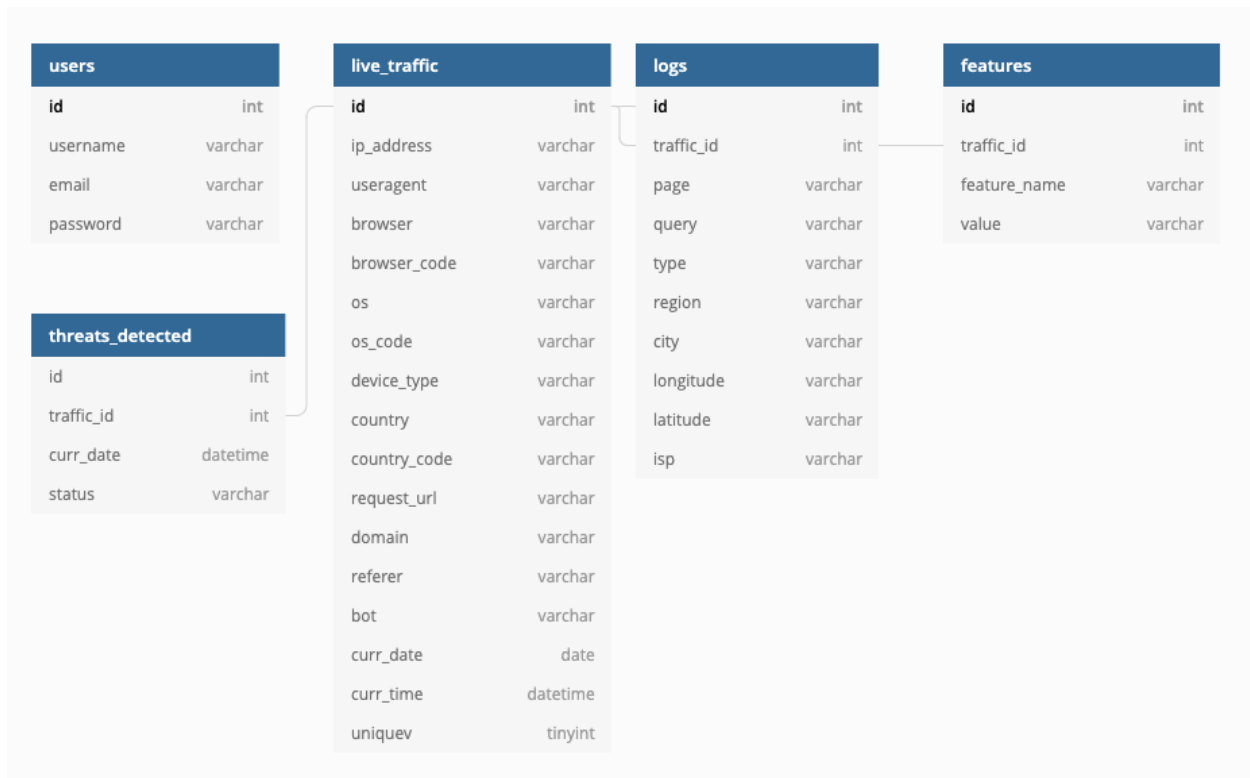 users
id int
username varchar
email varchar
password varchar
threats_detected
id int
traffic_id int
curr_date datetime
status varchar
live_traffic
id int
ip_address varchar
useragent varchar
browser varchar
browser_code varchar
os varchar
os_code varchar
device_type varchar
country varchar
country_code varchar
request_url varchar
domain varchar
referer varchar
bot varchar
curr_date date
curr_time datetime
uniquev tinyint
logs
id int
traffic_id int
page varchar
query varchar
type varchar
region varchar
city varchar
longitude varchar
latitude varchar
isp varchar
features
id int
traffic_id int
feature_name varchar
value varchar